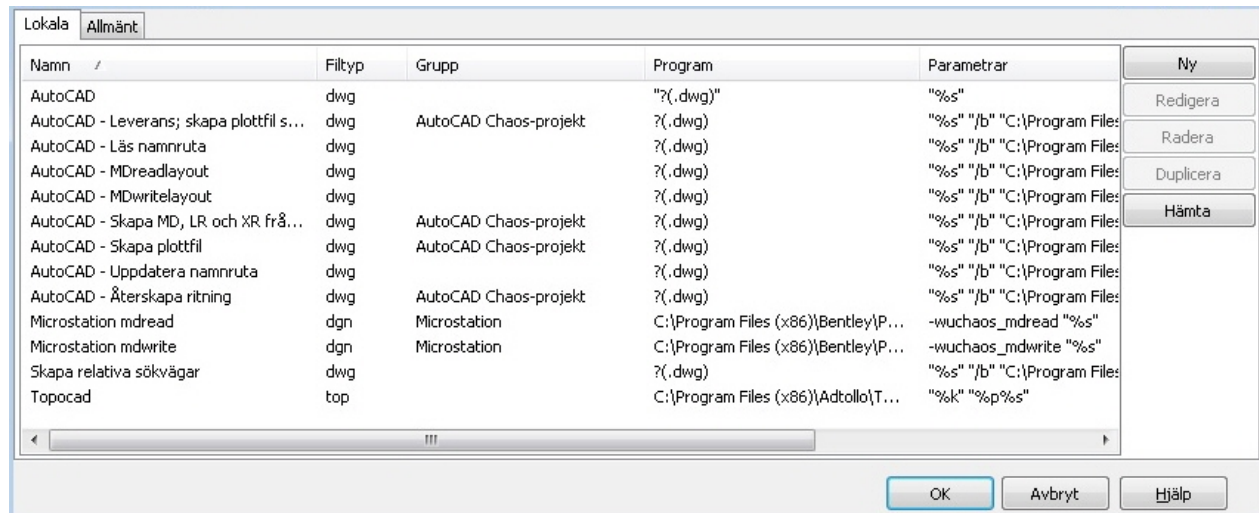 Lokala Allmänt
Namn / Filtyp Grupp Program Parametrar
AutoCAD dwg "?(.dwg)" "%s"
AutoCAD - Leverans; skapa plottfil s... dwg AutoCAD Chaos-projekt ?(.dwg) "%s" "/b" "C:\Program Files
AutoCAD - Läs namnruta dwg ?(.dwg) "%s" "/b" "C:\Program Files
AutoCAD - MDreadlayout dwg ?(.dwg) "%s" "/b" "C:\Program Files
AutoCAD - MDwritelayout dwg ?(.dwg) "%s" "/b" "C:\Program Files
AutoCAD - Skapa MD, LR och XR frå... dwg AutoCAD Chaos-projekt ?(.dwg) "%s" "/b" "C:\Program Files
AutoCAD - Skapa plottfil dwg AutoCAD Chaos-projekt ?(.dwg) "%s" "/b" "C:\Program Files
AutoCAD - Uppdatera namnruta dwg ?(.dwg) "%s" "/b" "C:\Program Files
AutoCAD - Återskapa ritning dwg AutoCAD Chaos-projekt ?(.dwg) "%s" "/b" "C:\Program Files
Microstation mdread dgn Microstation C:\Program Files (x86)\Bentley\P... -wuchaos_mdread "%s"
Microstation mdwrite dgn Microstation C:\Program Files (x86)\Bentley\P... -wuchaos_mdwrite "%s"
Skapa relativa sökvägar dwg ?(.dwg) "%s" "/b" "C:\Program Files
Topocad top C:\Program Files (x86)\Adtollo\T... "%k" "%p%s"
Ny
Redigera
Radera
Duplicera
Hämta
OK Avbryt Hjälp